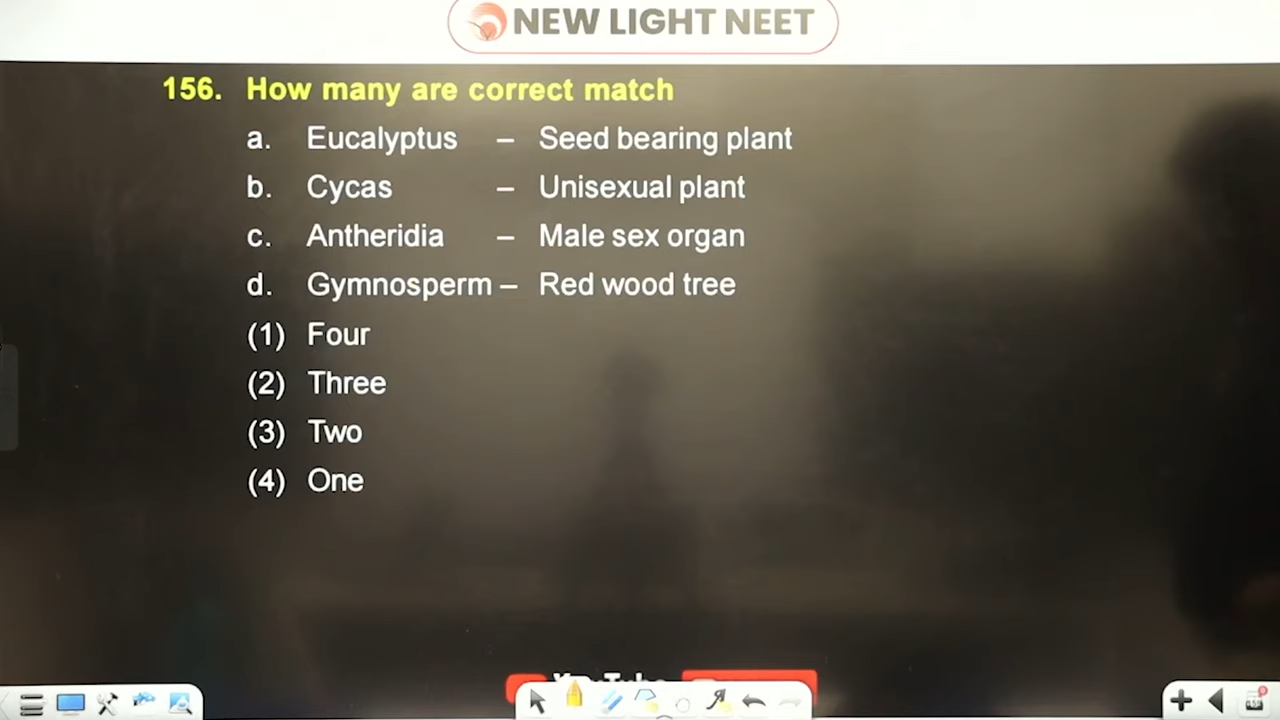 NEW LIGHT NEET
156. How many are correct match
a. Eucalyptus – Seed bearing plant
b. Cycas – Unisexual plant
c. Antheridia – Male sex organ
d. Gymnosperm – Red wood tree
(1) Four
(2) Three
(3) Two
(4) One